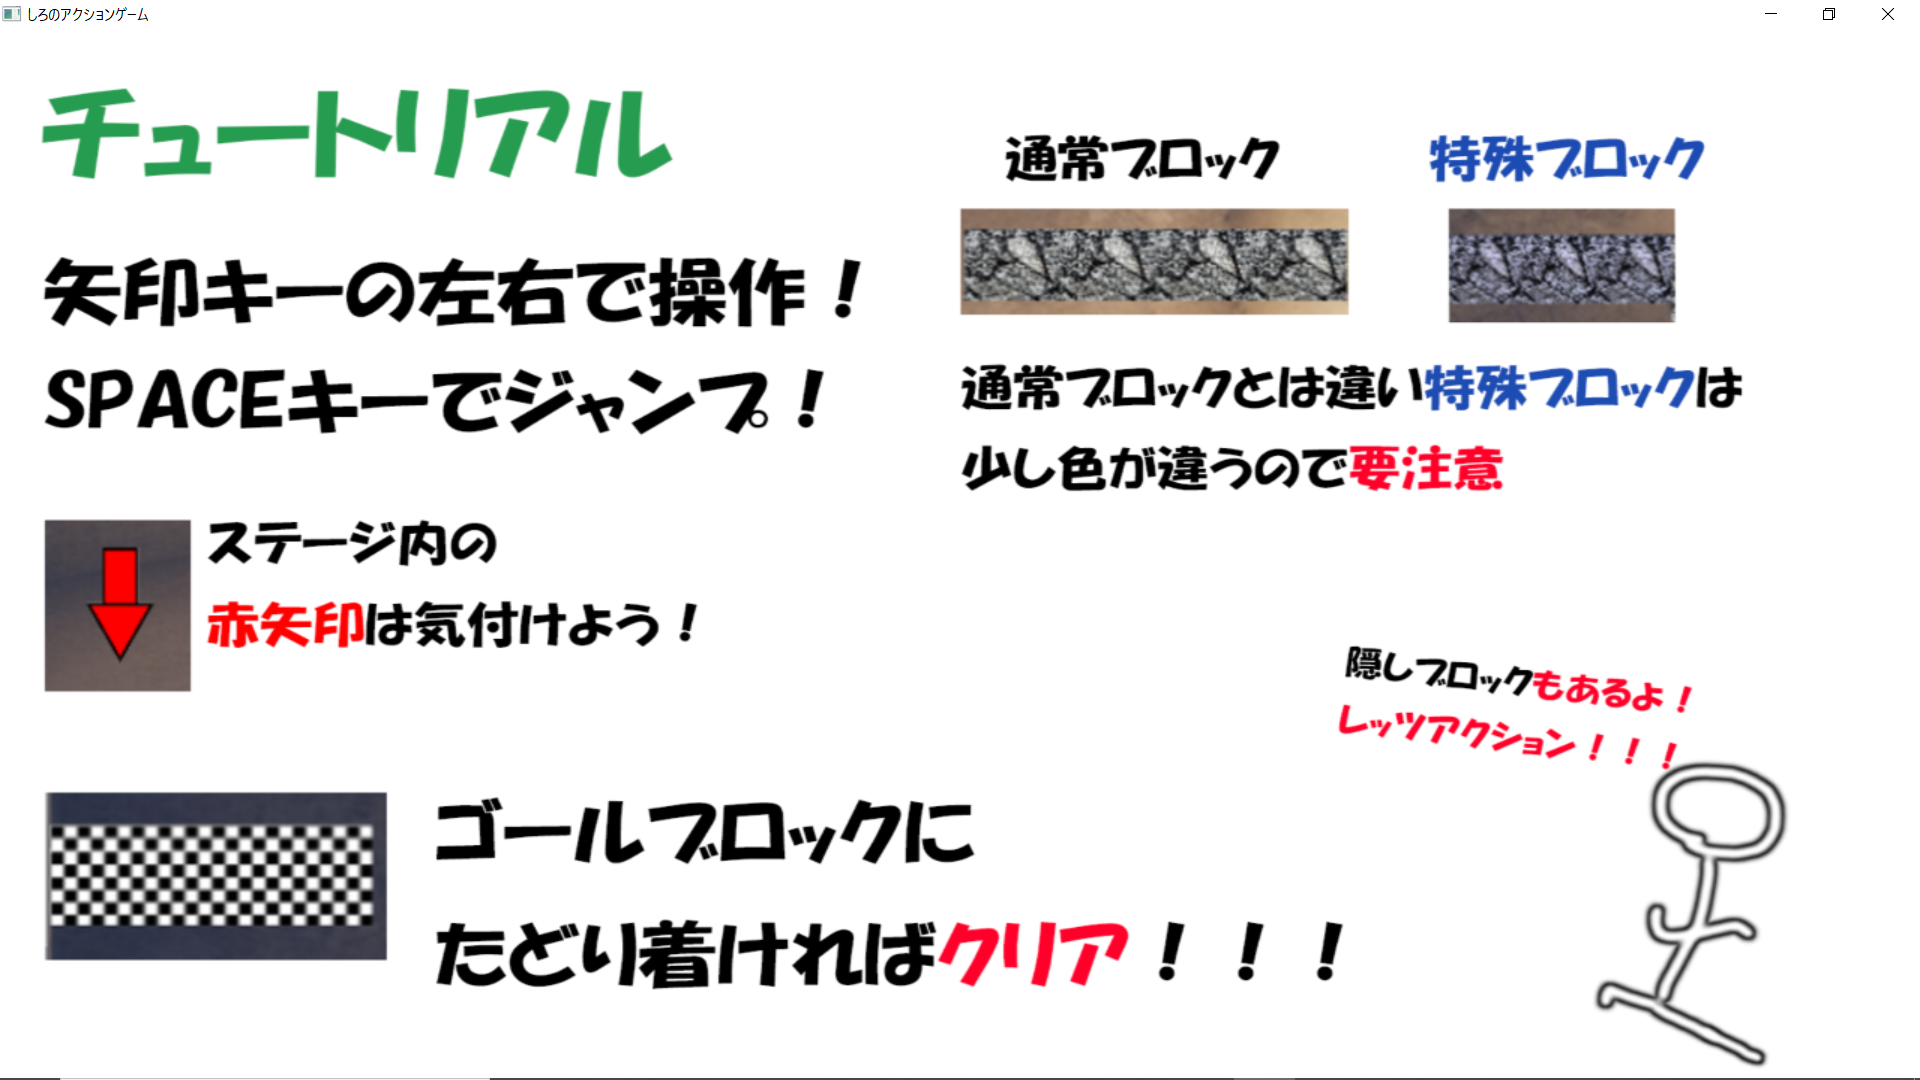 しろのアクションゲーム
チュートリアル
矢印キーの左右で操作！
SPACEキーでジャンプ！
ステージ内の
赤矢印は気付けよう！
ゴールブロックに
たどり着ければクリア！！！
通常ブロック
特殊ブロック
通常ブロックとは違い特殊ブロックは
少し色が違うので要注意
隠しブロックもあるよ！
レッツアクション！！！